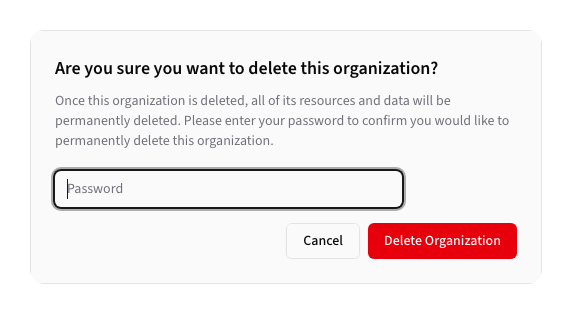 Are you sure you want to delete this organization?
Once this organization is deleted, all of its resources and data will be
permanently deleted. Please enter your password to confirm you would like to
permanently delete this organization.
Password
Cancel
Delete Organization